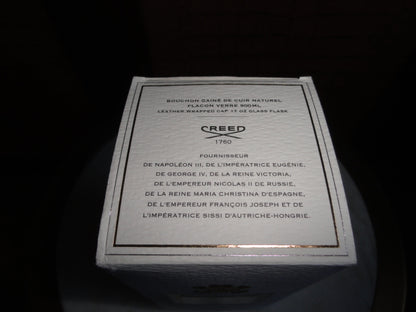 BOUCHON GAINÉ DE CUIR NATUREL
FLACON VERRE 500ML
LEATHER WRAPPED CAP 17 OZ GLASS FLASK
CREED
1760
FOURNISSEUR
DE NAPOLÉON III, DE L'IMPÉRATRICE EUGÉNIE,
DE GEORGE IV, DE LA REINE VICTORIA,
DE L'EMPEREUR NICOLAS II DE RUSSIE,
DE LA REINE MARIA CHRISTINA D'ESPAGNE,
DE L'EMPEREUR FRANÇOIS JOSEPH ET DE
L'IMPÉRATRICE SISSI D'AUTRICHE-HONGRIE.